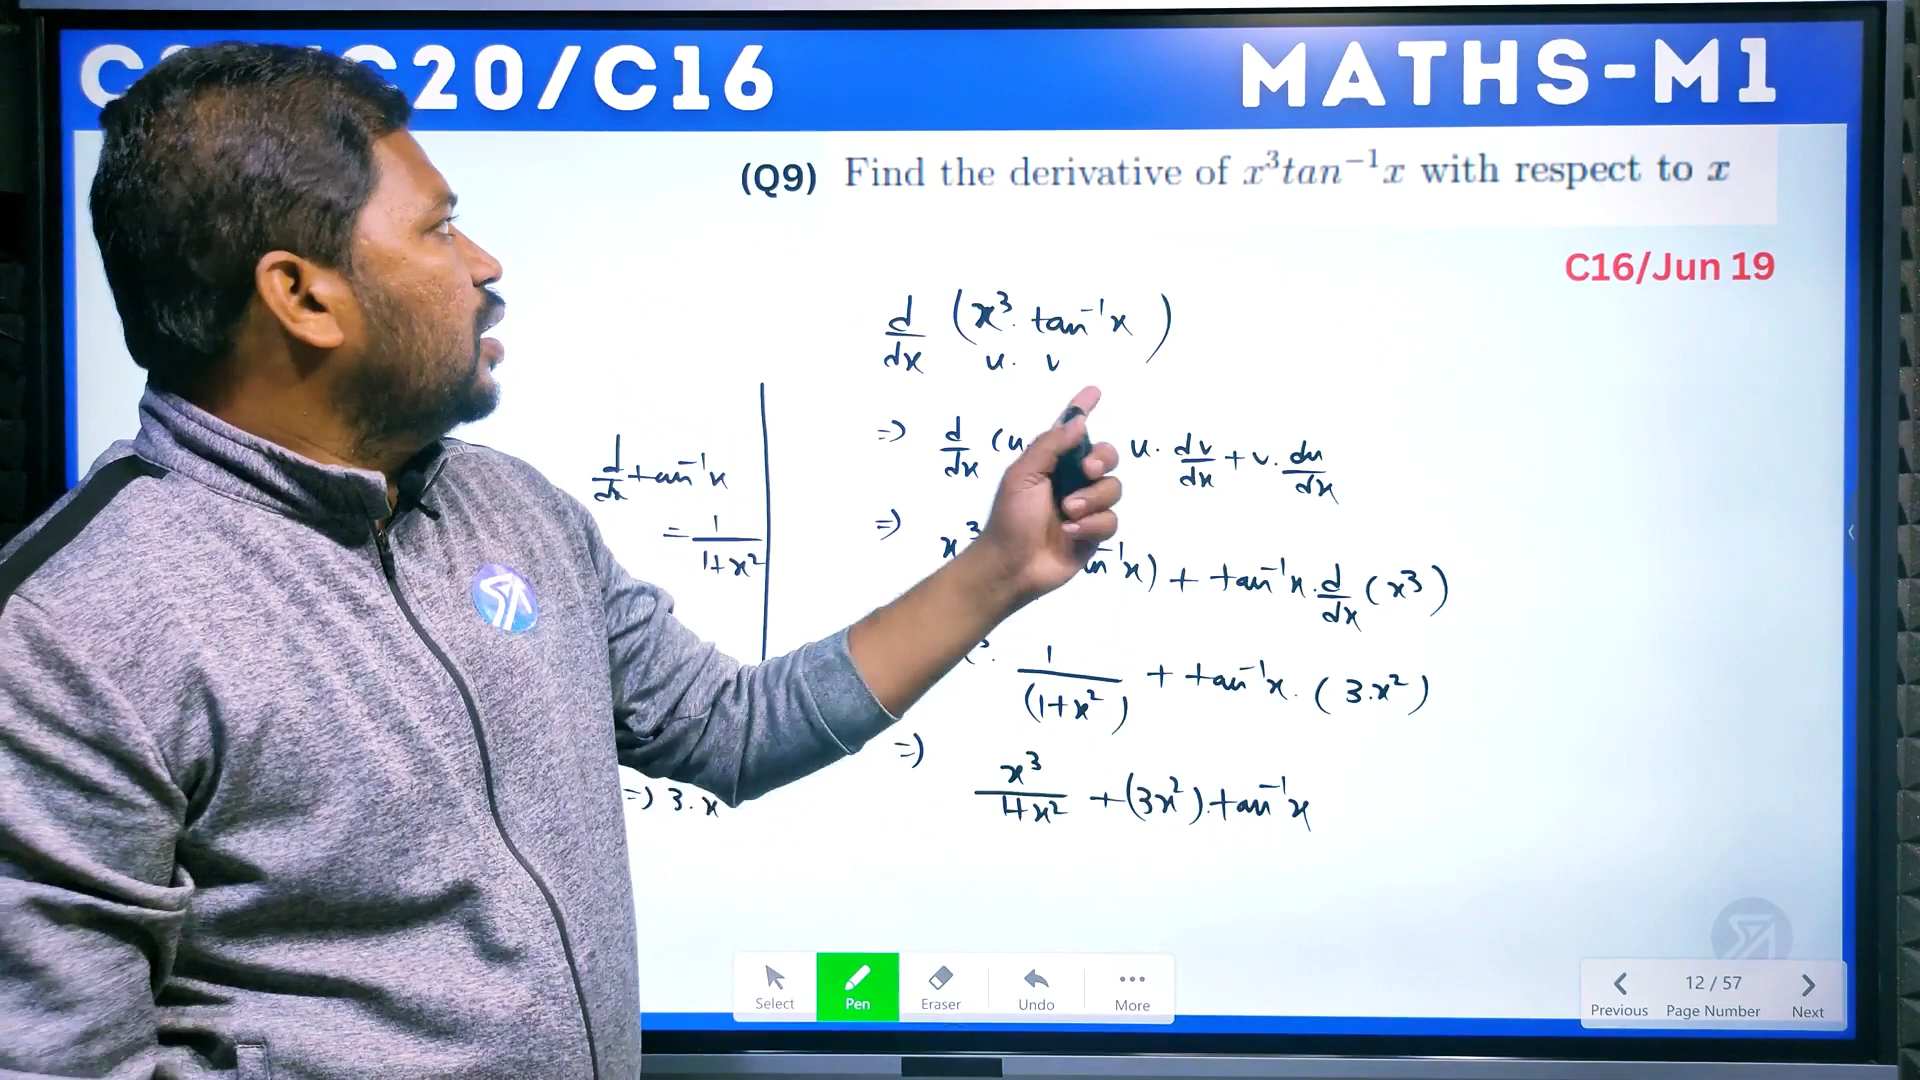 C20/C16 MATHS-M1
(Q9) Find the derivative of x³tan⁻¹x with respect to x
C16/Jun 19
d/dx (x³. tan⁻¹x)
u. v
=> d/dx (u. u. dv/dx + v. du/dx
d/dx tan⁻¹x
= 1/1+x²
=> x³ tan⁻¹x) + tan⁻¹x. d/dx (x³)
1/(1+x²) + tan⁻¹x. (3.x²)
=> x³/1+x² + (3x²). tan⁻¹x
=> 3.x
Select Pen Eraser Undo More
12 / 57
Previous Page Number Next